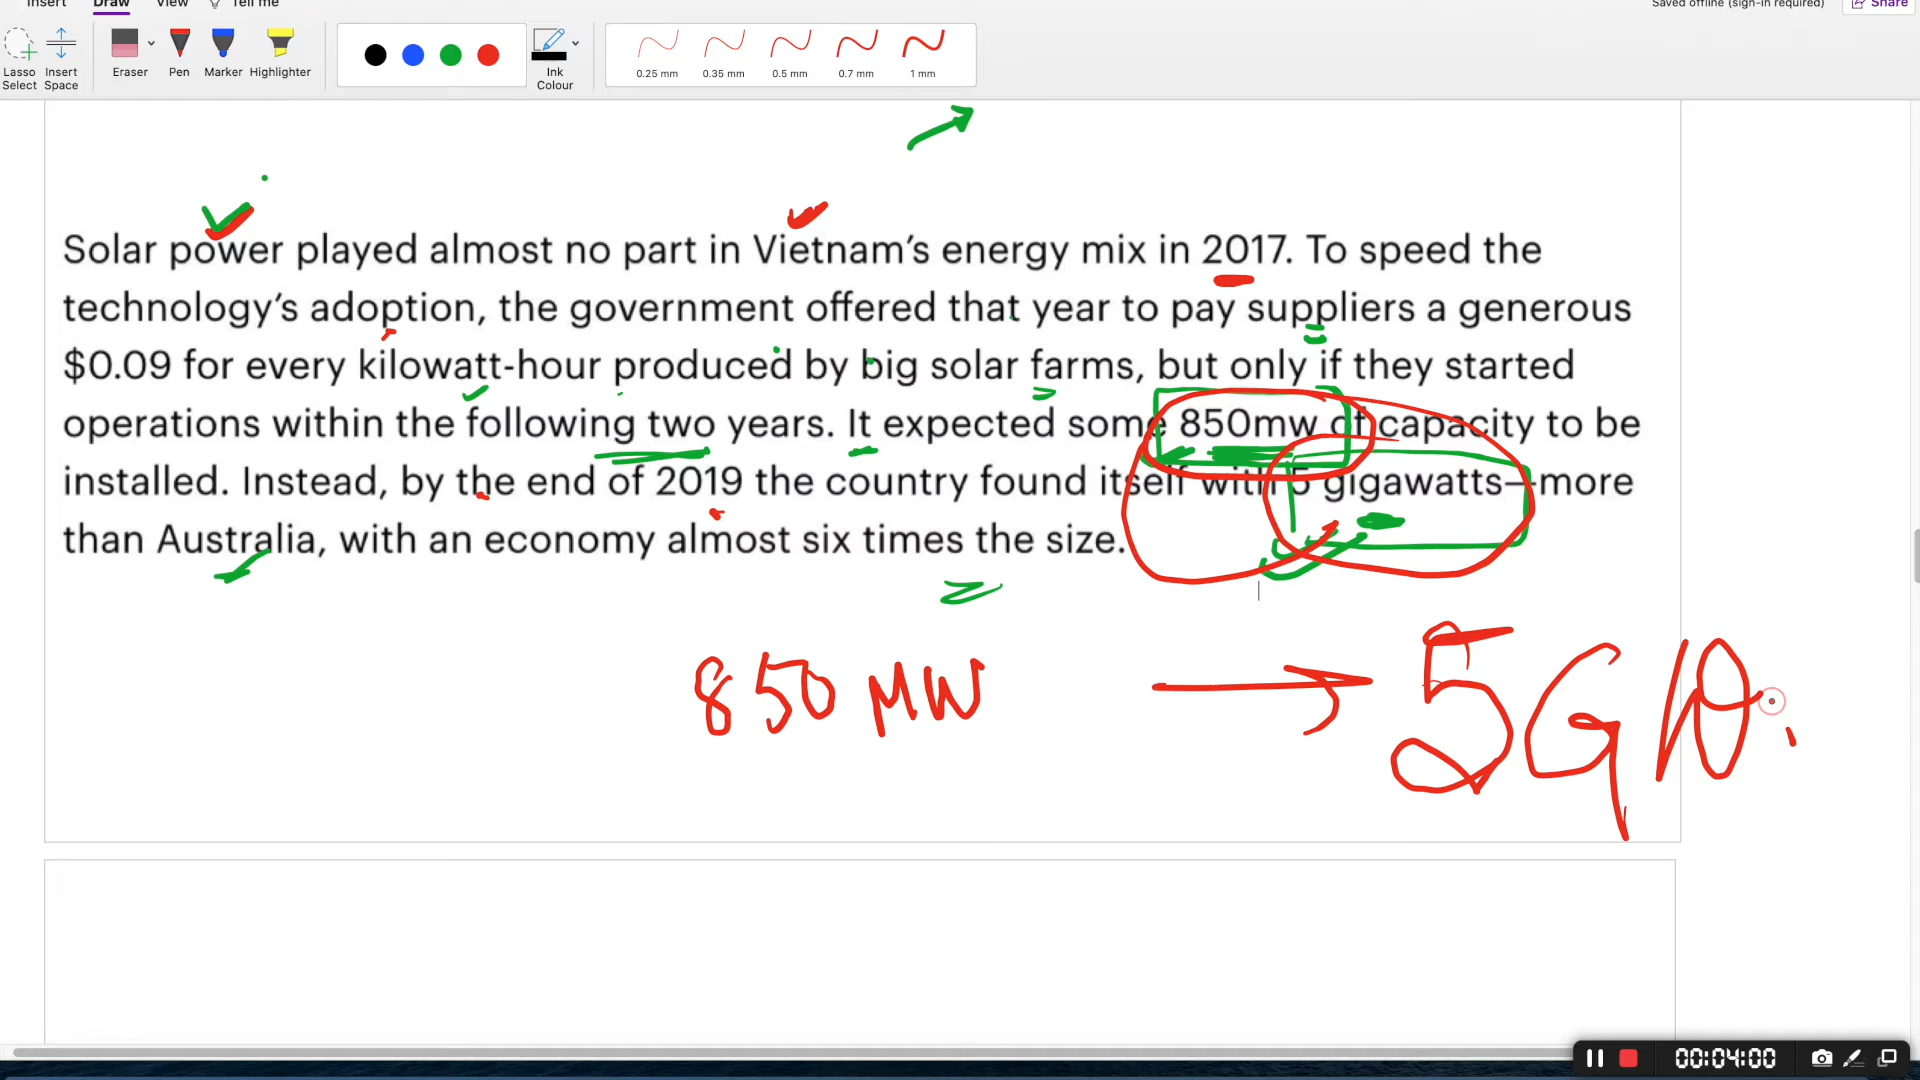 Insert Draw View Tell me Saved offline (sign-in required) Share
Lasso Select Insert Space Eraser Pen Marker Highlighter Ink Colour 0.25 mm 0.35 mm 0.5 mm 0.7 mm 1 mm
Solar power played almost no part in Vietnam’s energy mix in 2017. To speed the
technology’s adoption, the government offered that year to pay suppliers a generous
$0.09 for every kilowatt-hour produced by big solar farms, but only if they started
operations within the following two years. It expected some 850mw of capacity to be
installed. Instead, by the end of 2019 the country found itself with 5 gigawatts—more
than Australia, with an economy almost six times the size.
850 MW → 5GW
00:04:00